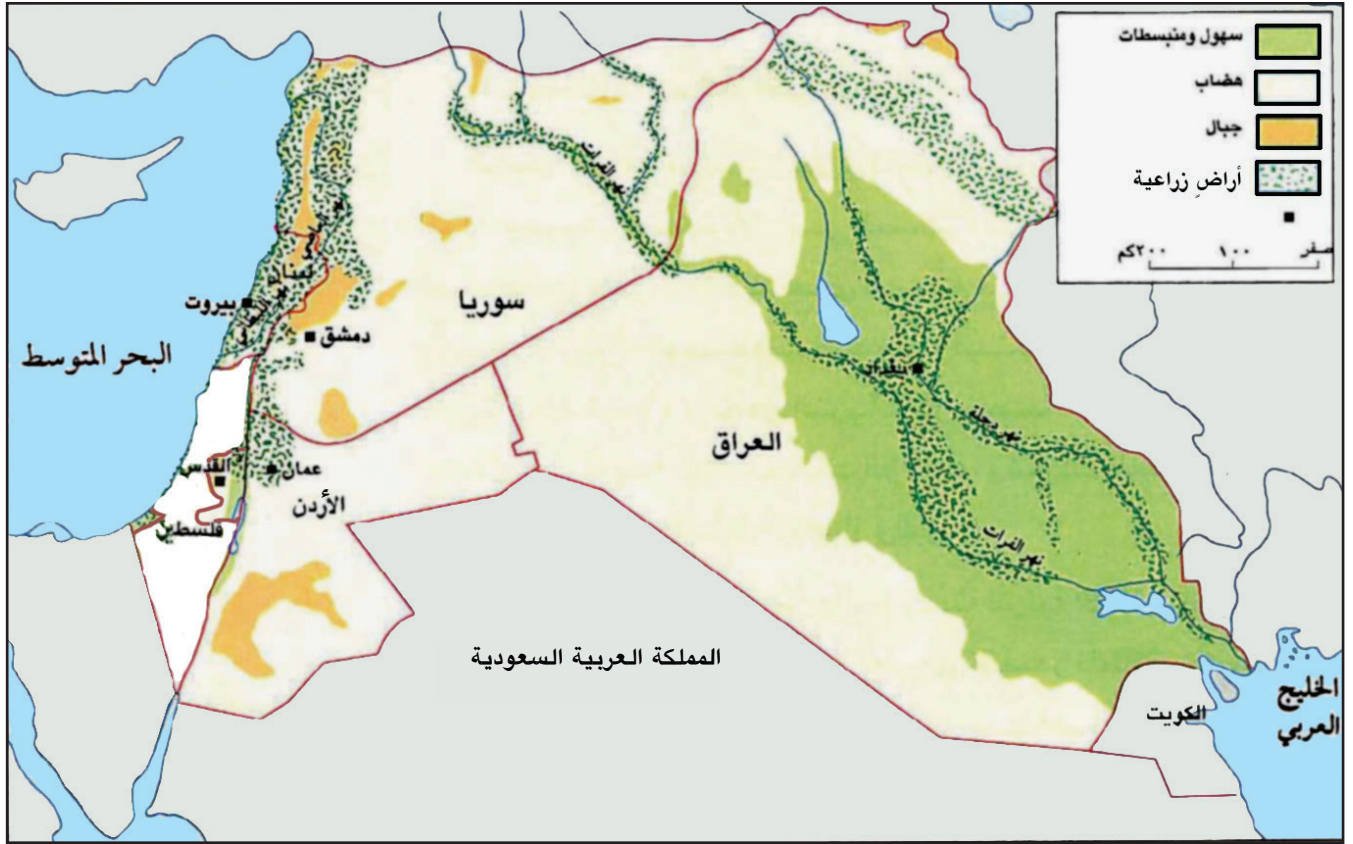 سهول ومنبسطات
هضاب
جبال
أراضٍ زراعية
صفر ١٠٠ ٢٠٠كم
نهر الفرات
لبنان
بيروت
سوريا
دمشق
البحر المتوسط
بغداد
نهر دجلة
العراق
القدس
عمان
الأردن
فلسطين
نهر الفرات
المملكة العربية السعودية
الكويت
الخليج
العربي